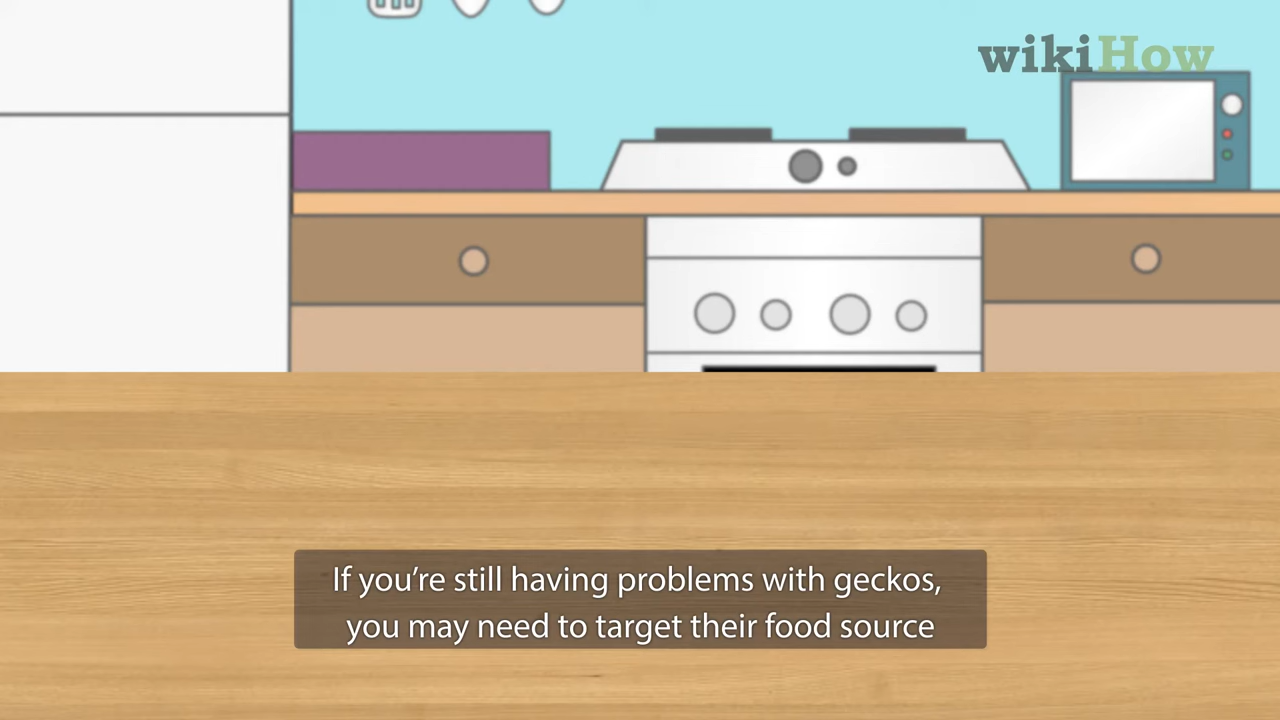 wikiHow
If you’re still having problems with geckos,
you may need to target their food source